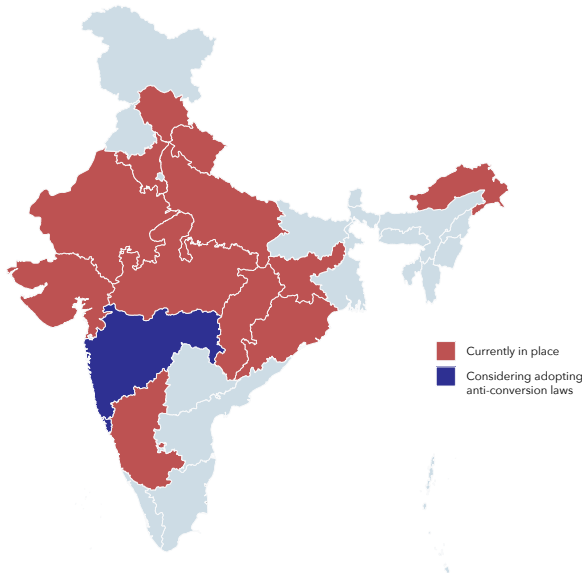 Currently in place
Considering adopting
anti-conversion laws